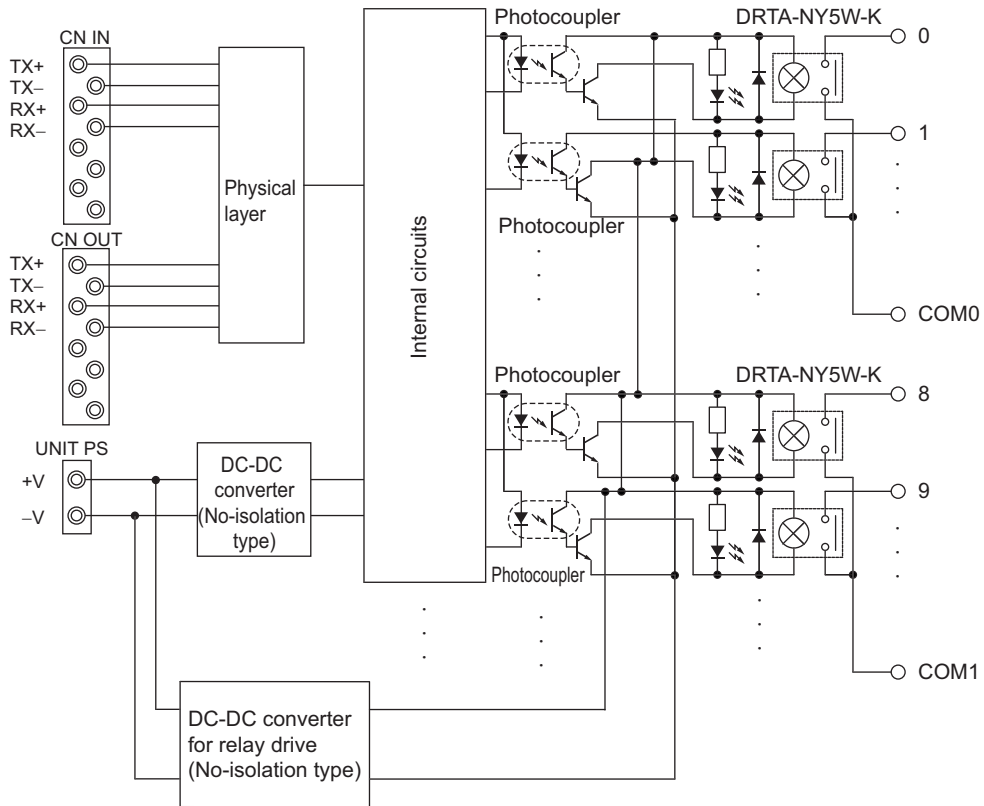 CN IN
TX+
TX–
RX+
RX–
Physical
layer
CN OUT
TX+
TX–
RX+
RX–
UNIT PS
+V
–V
DC-DC
converter
(No-isolation
type)
DC-DC converter
for relay drive
(No-isolation type)
Internal circuits
Photocoupler
DRTA-NY5W-K
0
1
Photocoupler
COM0
Photocoupler
DRTA-NY5W-K
8
9
Photocoupler
COM1